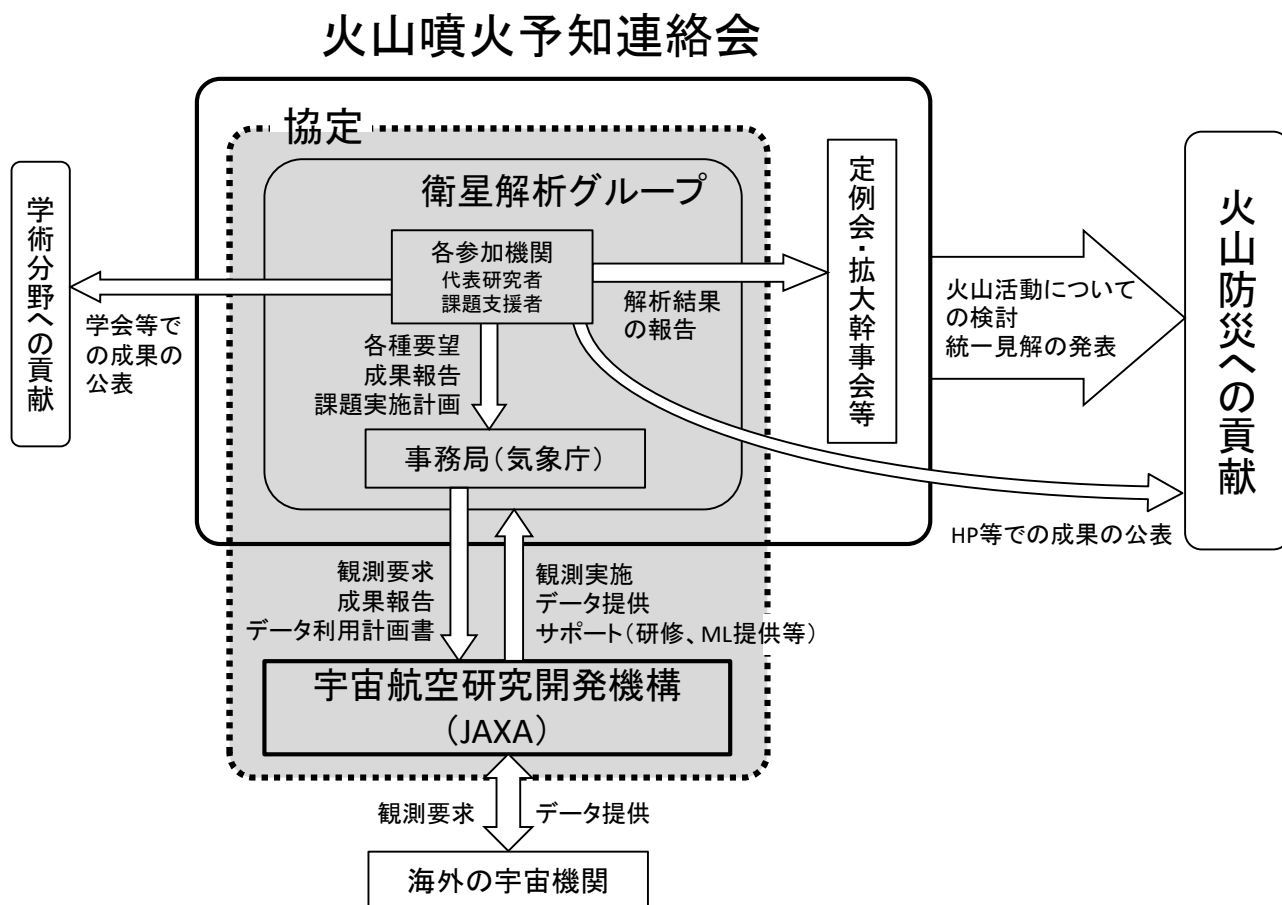 火山噴火予知連絡会
協定
衛星解析グループ
各参加機関
代表研究者
課題支援者
学術分野への貢献
学会等で
の成果の
公表
解析結果
の報告
定例会・拡大幹事会等
火山活動について
の検討
統一見解の発表
火山防災への貢献
各種要望
成果報告
課題実施計画
事務局（気象庁）
HP等での成果の公表
観測要求
成果報告
データ利用計画書
観測実施
データ提供
サポート（研修、ML提供等）
宇宙航空研究開発機構
（JAXA）
観測要求
データ提供
海外の宇宙機関